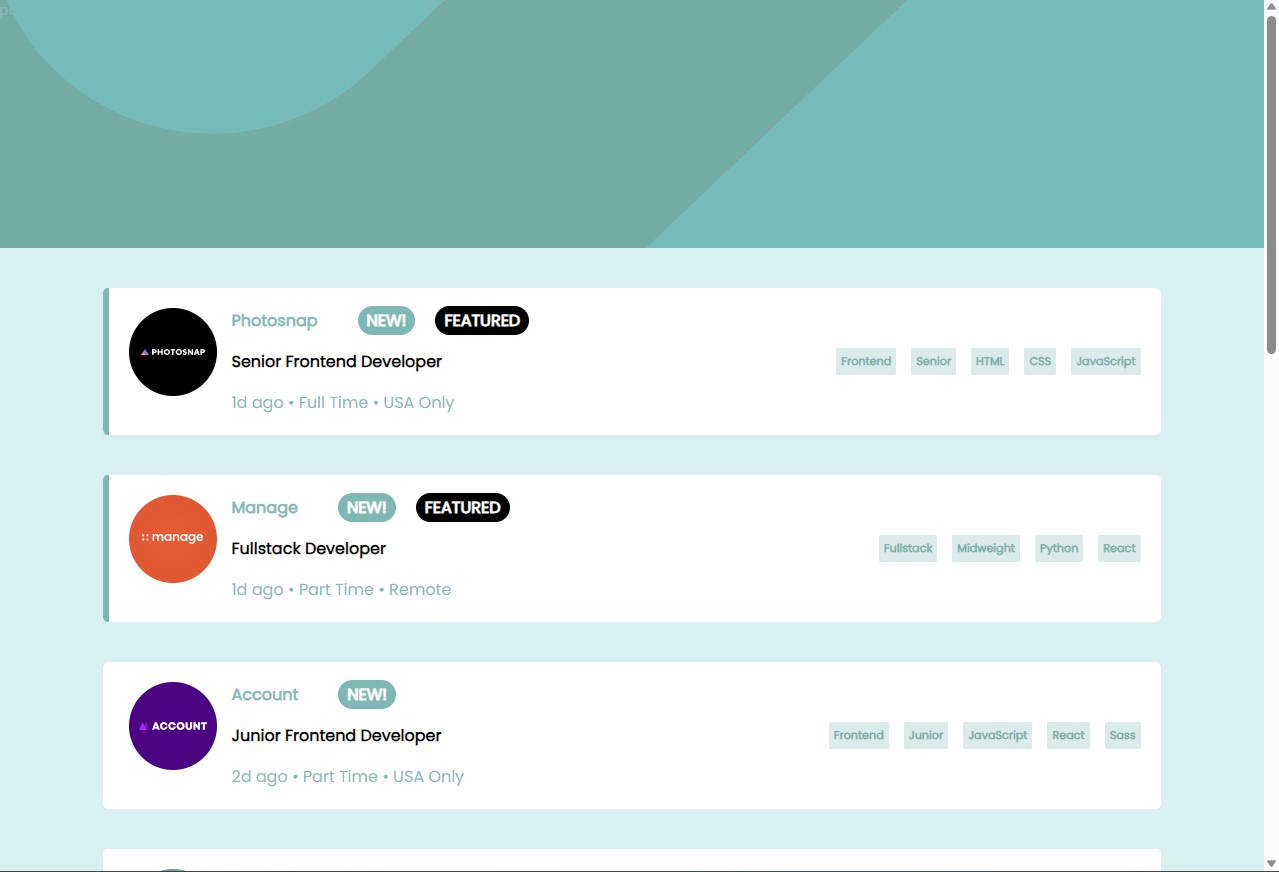 Photosnap NEW! FEATURED
PHOTOSNAP
Senior Frontend Developer
Frontend Senior HTML CSS JavaScript
1d ago • Full Time • USA Only
Manage NEW! FEATURED
:: manage
Fullstack Developer
Fullstack Midweight Python React
1d ago • Part Time • Remote
Account NEW!
ACCOUNT
Junior Frontend Developer
Frontend Junior JavaScript React Sass
2d ago • Part Time • USA Only